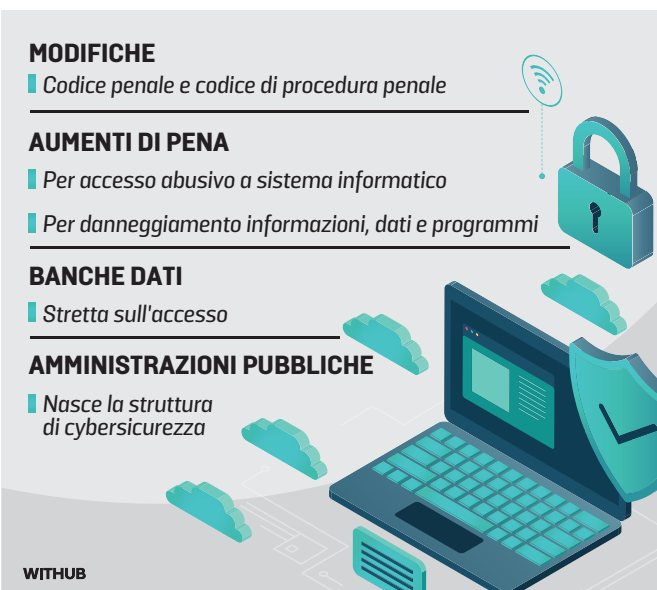 MODIFICHE
Codice penale e codice di procedura penale
AUMENTI DI PENA
Per accesso abusivo a sistema informatico
Per danneggiamento informazioni, dati e programmi
BANCHE DATI
Stretta sull'accesso
AMMINISTRAZIONI PUBBLICHE
Nasce la struttura
di cybersicurezza
WITHUB